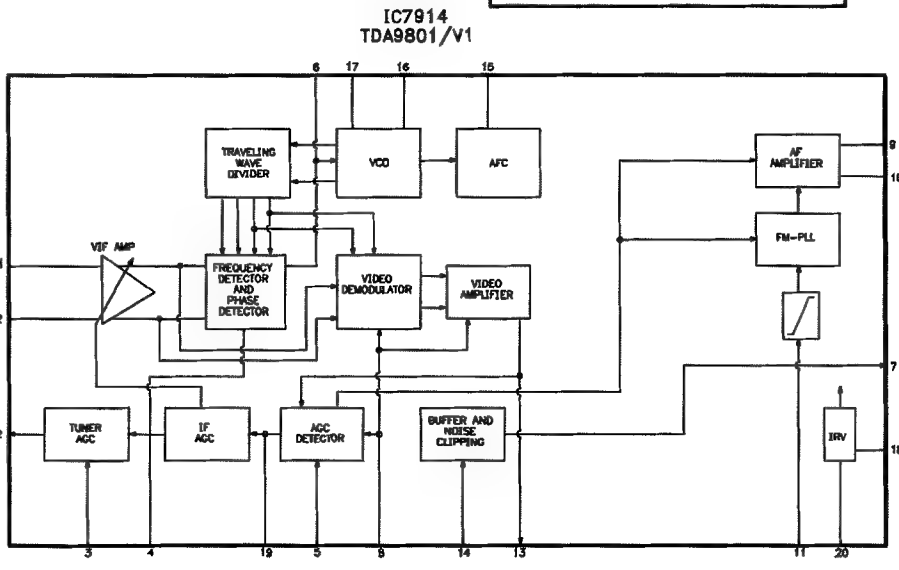 IC7914
TDA9801/V1
6
17
16
15
TRAVELING
WAVE
DIVIDER
VCO
AFC
AF
AMPLIFIER
9
10
FM-PLL
VIF AMP
FREQUENCY
DETECTOR
AND
PHASE
DETECTOR
VIDEO
DEMODULATOR
VIDEO
AMPLIFIER
7
TUNER
AGC
IF
AGC
AGC
DETECTOR
BUFFER AND
NOISE
CLIPPING
IRV
3
4
19
5
14
13
11
20